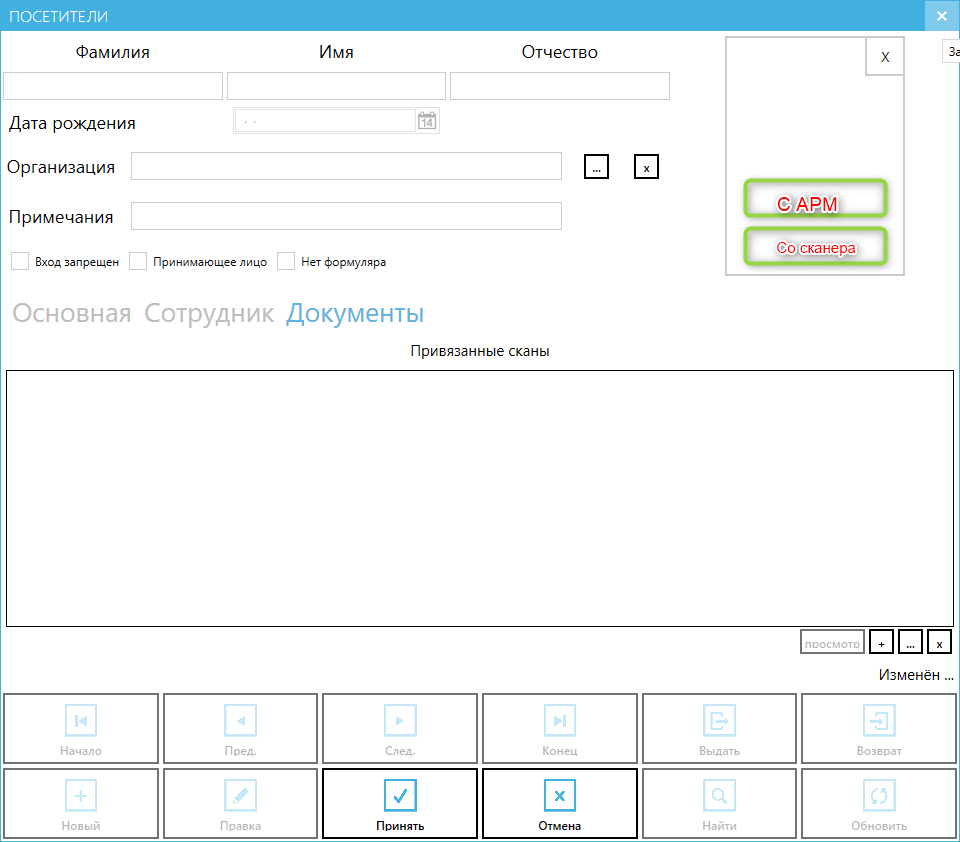 ПОСЕТИТЕЛИ
Фамилия Имя Отчество
X
За
Дата рождения . . 14
Организация ... x
Примечания
С АРМ
Со сканера
Вход запрещен Принимающее лицо Нет формуляра
Основная Сотрудник Документы
Привязанные сканы
просмотр + ... x
Изменён ...
Начало Пред. След. Конец Выдать Возврат
Новый Правка Принять Отмена Найти Обновить